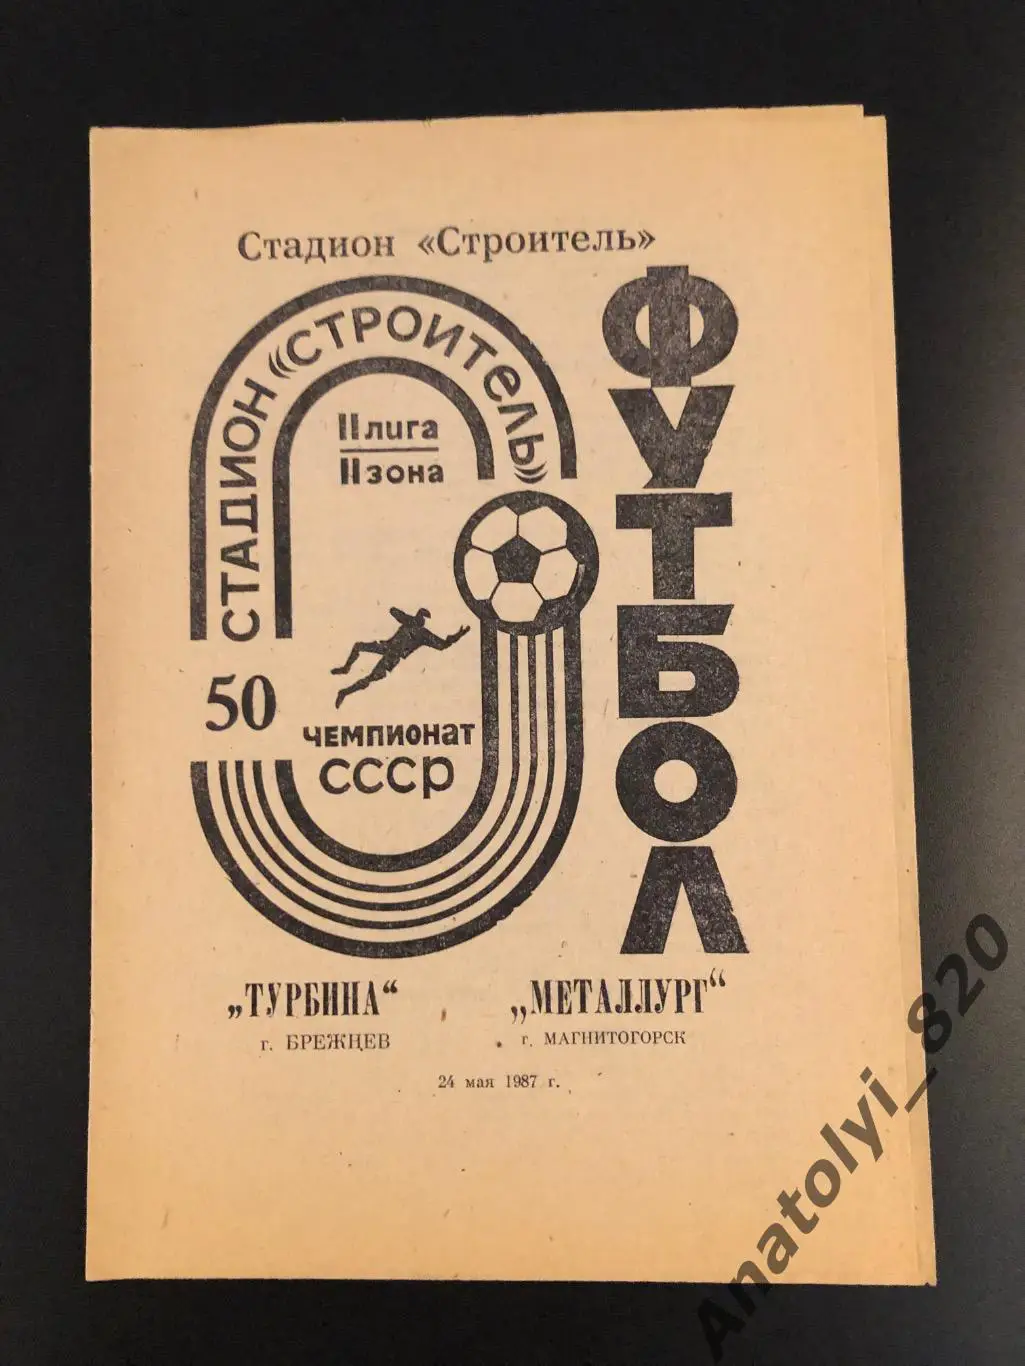 Стадион «Строитель»
СТАДИОН «СТРОИТЕЛЬ»
II лига
II зона
50
ЧЕМПИОНАТ
СССР
ФУТБОЛ
„ТУРБИНА“ „МЕТАЛЛУРГ“
г. БРЕЖНЕВ г. МАГНИТОГОРСК
24 мая 1987 г.
Anatolyi_820